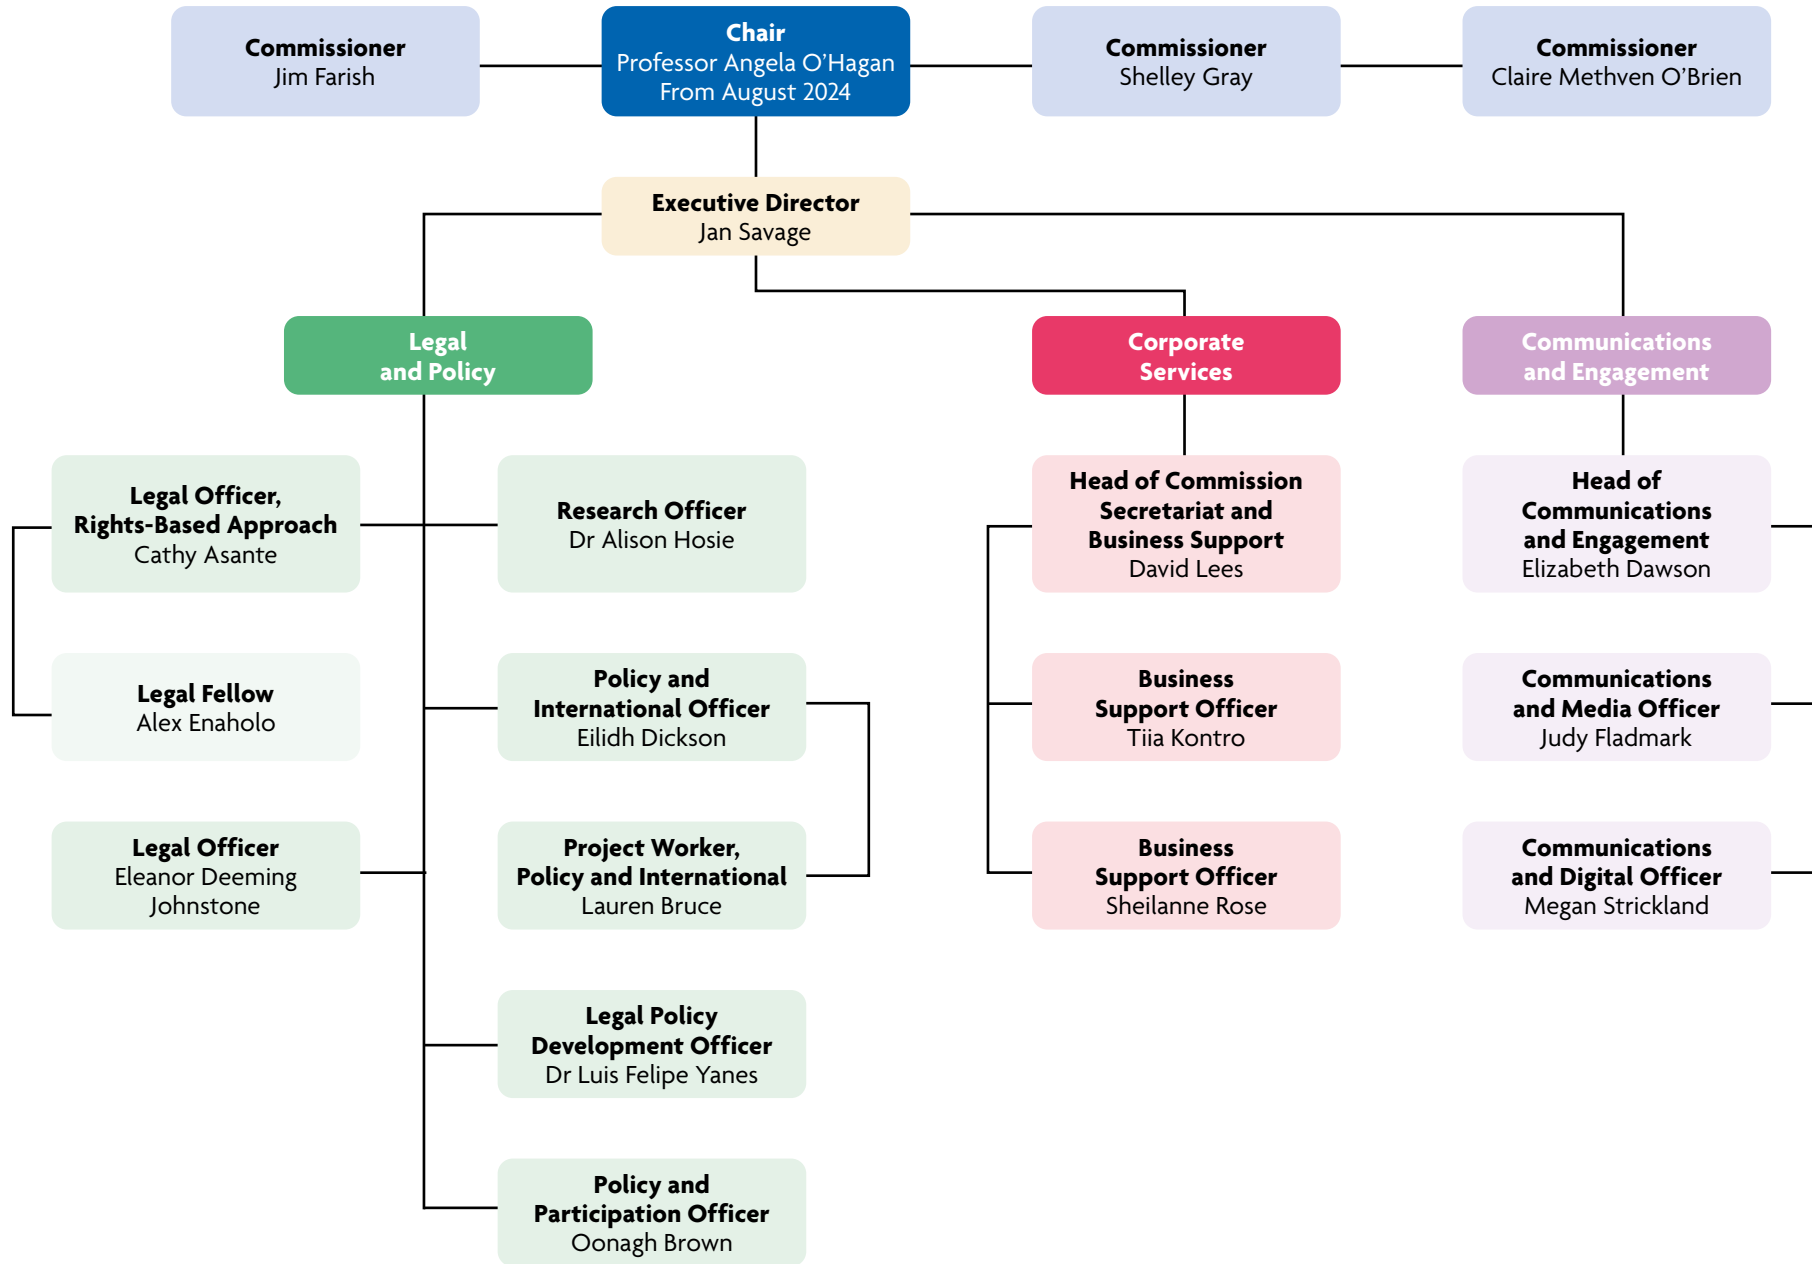 Commissioner
Jim Farish
Chair
Professor Angela O’Hagan
From August 2024
Commissioner
Shelley Gray
Commissioner
Claire Methven O’Brien
Executive Director
Jan Savage
Legal
and Policy
Corporate
Services
Communications
and Engagement
Legal Officer,
Rights-Based Approach
Cathy Asante
Research Officer
Dr Alison Hosie
Head of Commission
Secretariat and
Business Support
David Lees
Head of
Communications
and Engagement
Elizabeth Dawson
Legal Fellow
Alex Enaholo
Policy and
International Officer
Eilidh Dickson
Business
Support Officer
Tiia Kontro
Communications
and Media Officer
Judy Fladmark
Legal Officer
Eleanor Deeming
Johnstone
Project Worker,
Policy and International
Lauren Bruce
Business
Support Officer
Sheilanne Rose
Communications
and Digital Officer
Megan Strickland
Legal Policy
Development Officer
Dr Luis Felipe Yanes
Policy and
Participation Officer
Oonagh Brown